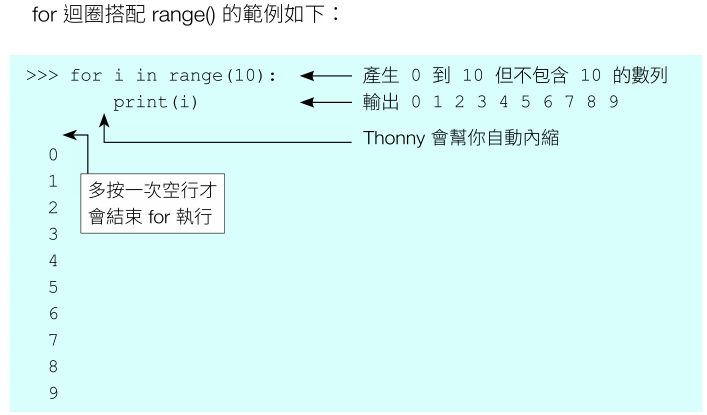 for 迴圈搭配 range() 的範例如下：
>>> for i in range(10): 產生 0 到 10 但不包含 10 的數列
print(i) 輸出 0 1 2 3 4 5 6 7 8 9
Thonny 會幫你自動內縮
0
1
多按一次空行才
2
會結束 for 執行
3
4
5
6
7
8
9